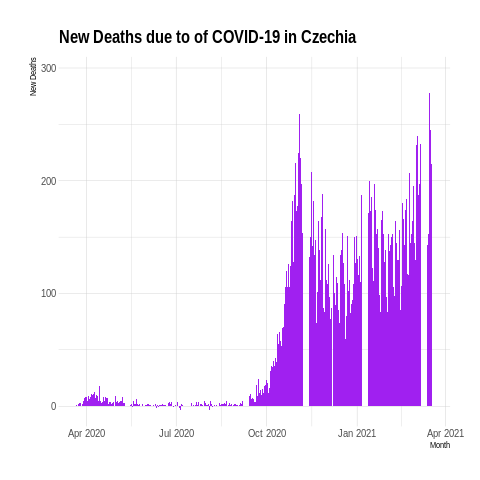 New Deaths due to of COVID-19 in Czechia
New Deaths
300
200
100
0
Apr 2020 Jul 2020 Oct 2020 Jan 2021 Apr 2021
Month